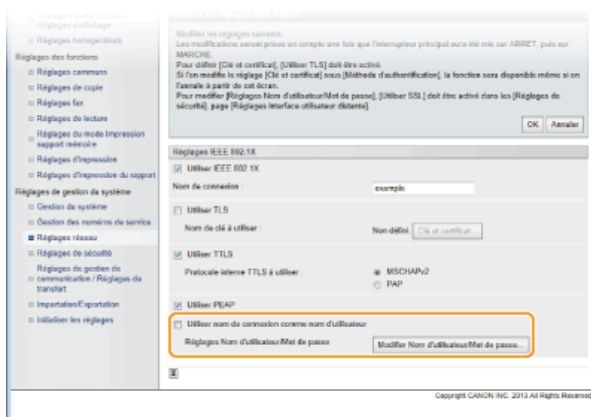 Réglages d'affichage
Réglages horloge/délais
Réglages des fonctions
Réglages communs
Réglages de copie
Réglages fax
Réglages de lecture
Réglages du mode Impression
support mémoire
Réglages d'impression
Réglages d'impression du rapport
Réglages de gestion du système
Gestion du système
Gestion des numéros de service
Réglages réseau
Réglages de sécurité
Réglages de gestion de
communication / Réglages de
transfert
Importation/Exportation
Initialiser les réglages
Modifier les réglages suivants.
Les modifications seront prises en compte une fois que l'interrupteur principal aura été mis sur ARRET, puis sur
MARCHE.
Pour définir [Clé et certificat], [Utiliser TLS] doit être
activé.
Si l'on modifie le réglage [Clé et certificat] sous [Méthode d'authentification], la fonction sera disponible même si on
l'annule à partir de cet écran.
Pour modifier [Réglages Nom d'utilisateur/Mot de passe], [Utiliser SSL] doit être activé dans les [Réglages de
sécurité], page [Réglages interface utilisateur distante].
OK Annuler
Réglages IEEE 802.1X
Utiliser IEEE 802.1X
Nom de connexion : example
Utiliser TLS
Nom de clé à utiliser : Non défini Clé et certificat...
Utiliser TTLS
Protocole interne TTLS à utiliser : MSCHAPv2
PAP
Utiliser PEAP
Utiliser nom de connexion comme nom d'utilisateur
Réglages Nom d'utilisateur/Mot de passe Modifier Nom d'utilisateur/Mot de passe...
Copyright CANON INC. 2013 All Rights Reserved